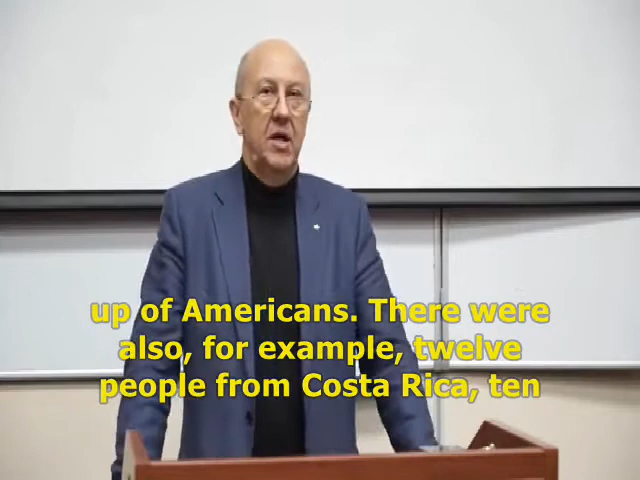 up of Americans. There were
also, for example, twelve
people from Costa Rica, ten